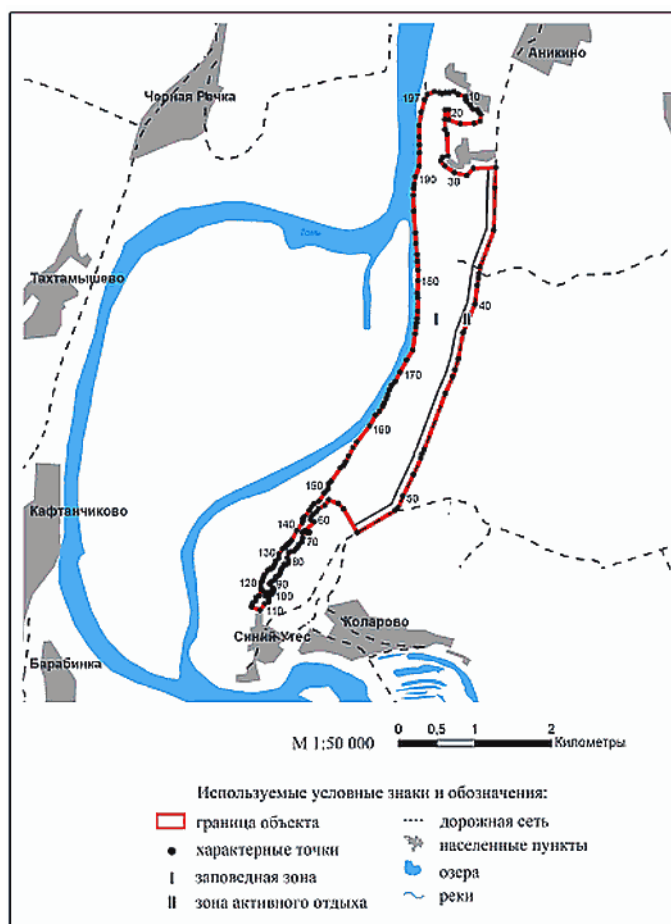 Аникино
Черная Речка
197
10
20
30
190
Томь
Тахтамышево
180
I
II
40
170
160
150
50
Кафтанчиково
60
140
70
130
80
120
90
100
110
Синий Утес
Коларово
Барабинка
0 0,5 1 2
М 1:50 000
Километры
Используемые условные знаки и обозначения:
граница объекта
дорожная сеть
характерные точки
населенные пункты
I заповедная зона
озера
II зона активного отдыха
реки